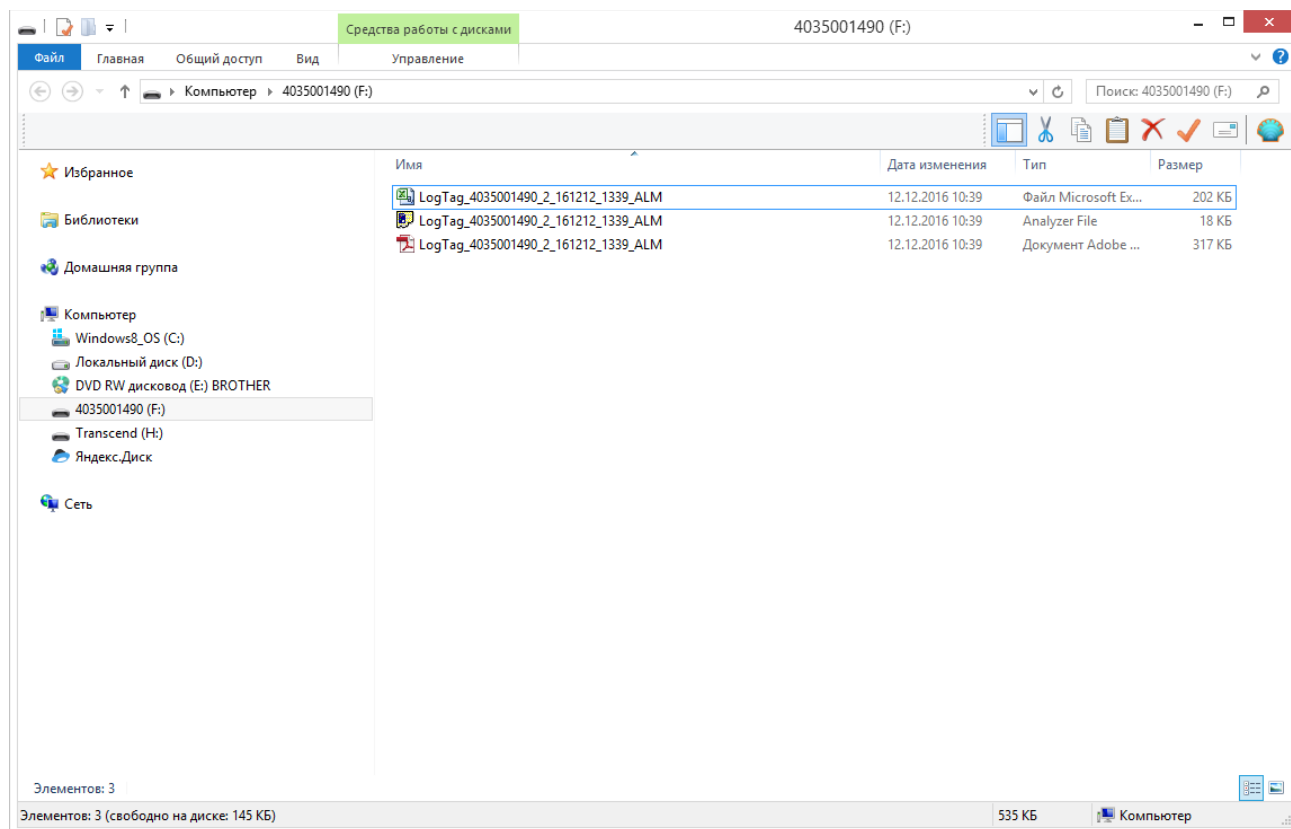 Средства работы с дисками
4035001490 (F:)
Файл Главная Общий доступ Вид Управление
Компьютер 4035001490 (F:) Поиск: 4035001490 (F:)
Имя Дата изменения Тип Размер
Избранное
LogTag_4035001490_2_161212_1339_ALM 12.12.2016 10:39 Файл Microsoft Ex... 202 КБ
Библиотеки
LogTag_4035001490_2_161212_1339_ALM 12.12.2016 10:39 Analyzer File 18 КБ
LogTag_4035001490_2_161212_1339_ALM 12.12.2016 10:39 Документ Adobe ... 317 КБ
Домашняя группа
Компьютер
Windows8_OS (C:)
Локальный диск (D:)
DVD RW дисковод (E:) BROTHER
4035001490 (F:)
Transcend (H:)
Яндекс.Диск
Сеть
Элементов: 3
Элементов: 3 (свободно на диске: 145 КБ) 535 КБ Компьютер